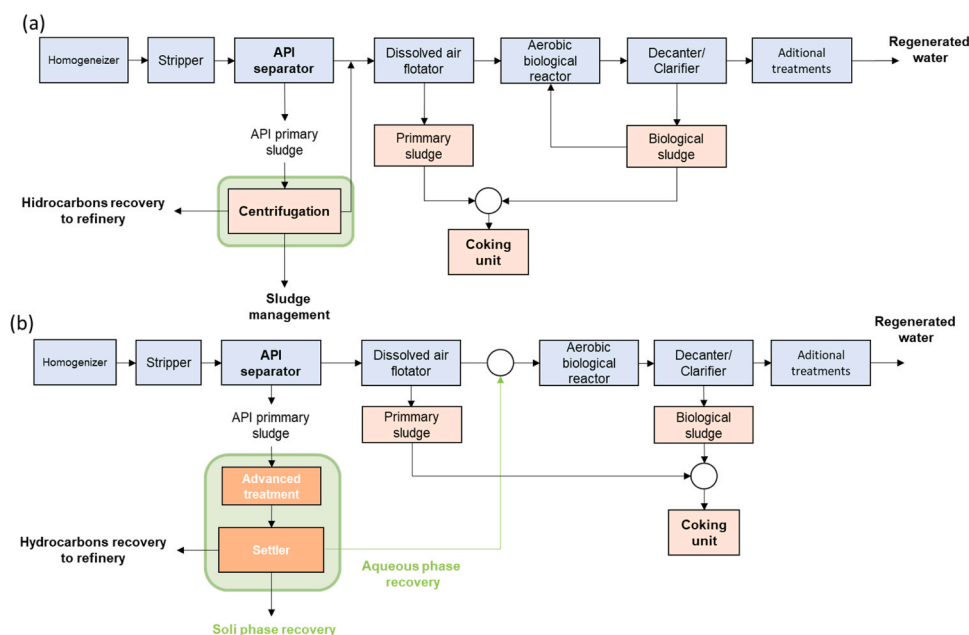 (a)
Homogeneizer
Stripper
API
separator
Dissolved air
flotator
Aerobic
biological
reactor
Decanter/
Clarifier
Aditional
treatments
Regenerated
water
API primary
sludge
Primmary
sludge
Biological
sludge
Hidrocarbons recovery
to refinery
Centrifugation
Coking
unit
Sludge
management
(b)
Homogenizer
Stripper
API
separator
Dissolved air
flotator
Aerobic
biological
reactor
Decanter/
Clarifier
Aditional
treatments
Regenerated
water
API primmary
sludge
Primmary
sludge
Biological
sludge
Advanced
treatment
Hydrocarbons recovery
to refinery
Settler
Aqueous phase
recovery
Coking
unit
Soli phase recovery